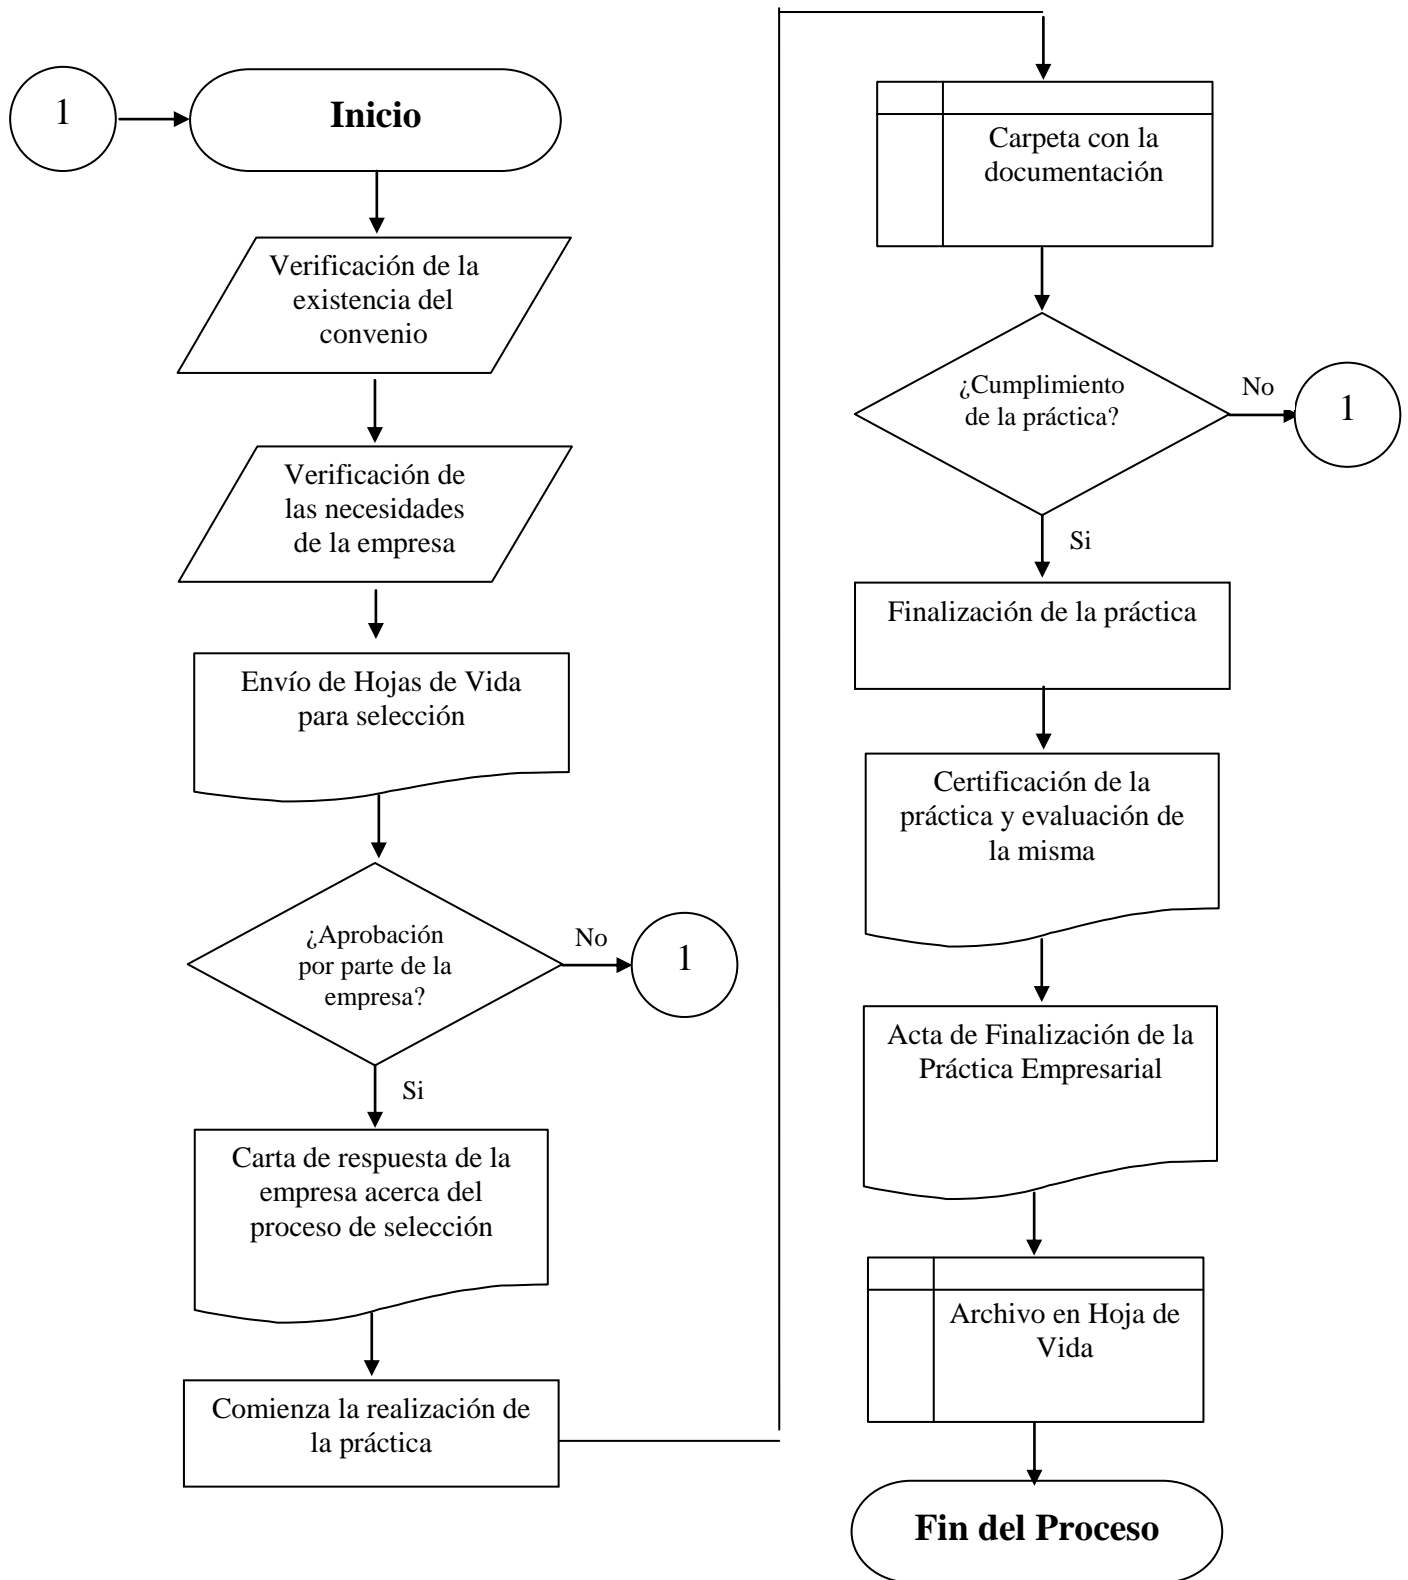 1
Inicio
Verificación de la
existencia del
convenio
Verificación de
las necesidades
de la empresa
Envío de Hojas de Vida
para selección
¿Aprobación
por parte de la
empresa?
No
1
Si
Carta de respuesta de la
empresa acerca del
proceso de selección
Comienza la realización de
la práctica
Carpeta con la
documentación
¿Cumplimiento
de la práctica?
No
1
Si
Finalización de la práctica
Certificación de la
práctica y evaluación de
la misma
Acta de Finalización de la
Práctica Empresarial
Archivo en Hoja de
Vida
Fin del Proceso